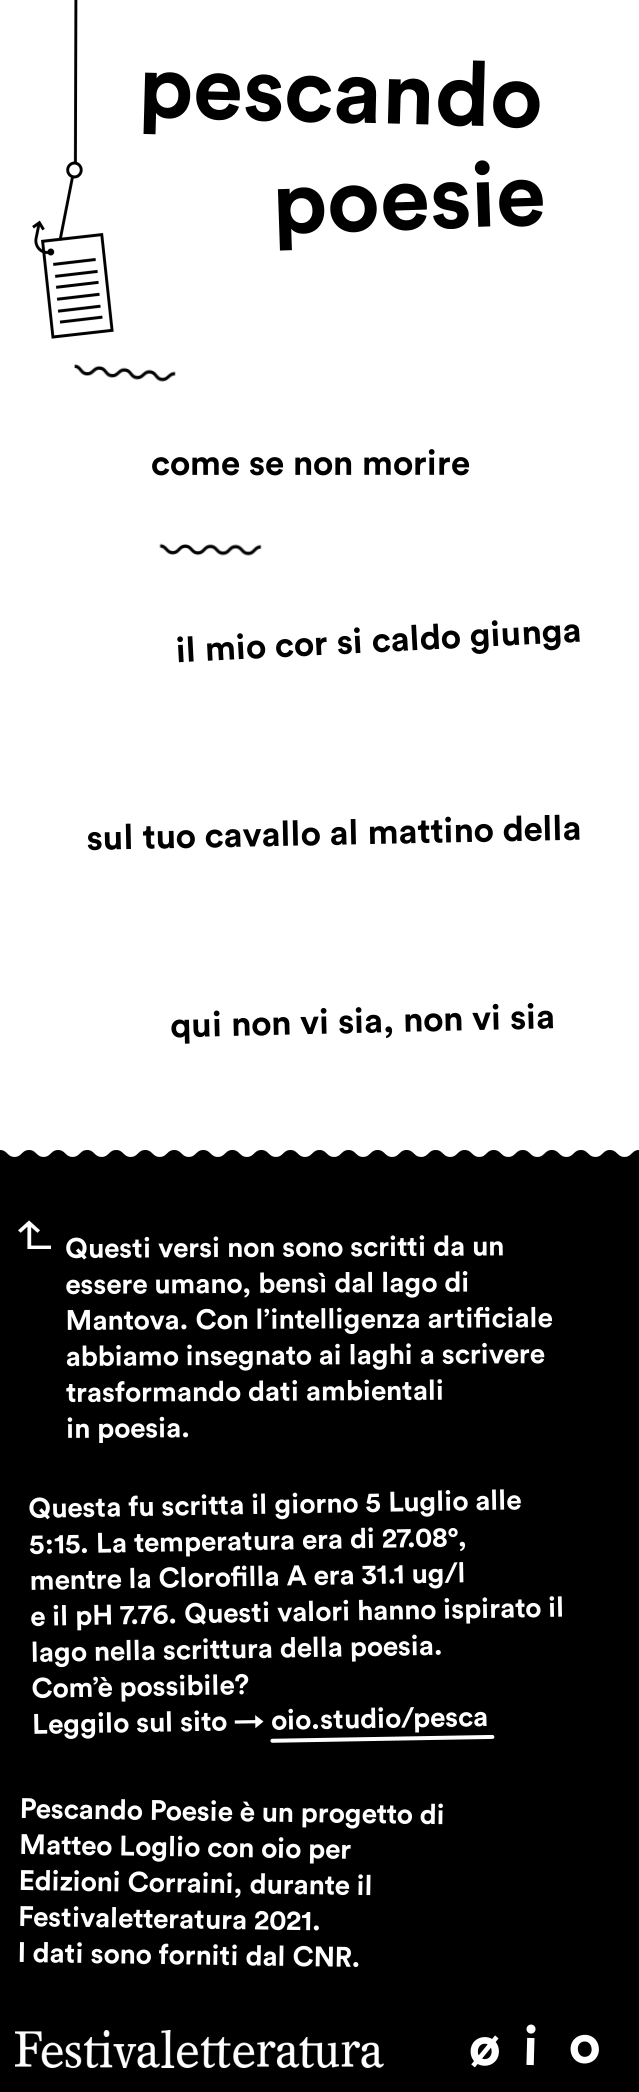 pescando
poesie
come se non morire
il mio cor si caldo giunga
sul tuo cavallo al mattino della
qui non vi sia, non vi sia
Questi versi non sono scritti da un
essere umano, bensì dal lago di
Mantova. Con l’intelligenza artificiale
abbiamo insegnato ai laghi a scrivere
trasformando dati ambientali
in poesia.
Questa fu scritta il giorno 5 Luglio alle
5:15. La temperatura era di 27.08°,
mentre la Clorofilla A era 31.1 ug/l
e il pH 7.76. Questi valori hanno ispirato il
lago nella scrittura della poesia.
Com’è possibile?
Leggilo sul sito → oio.studio/pesca
Pescando Poesie è un progetto di
Matteo Loglio con oio per
Edizioni Corraini, durante il
Festivaletteratura 2021.
I dati sono forniti dal CNR.
Festivaletteratura ø i o